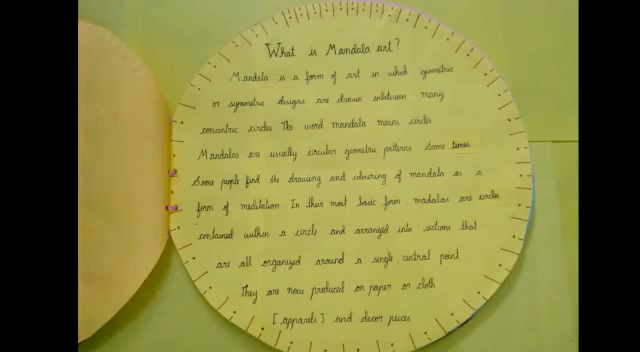 What is Mandala art?
Mandala is a form of art in which geometric
or symmetric designs are drawn inbetween many
concentric circles The word mandala means circles
Mandalas are usually circular geometric patterns Some times
Some people find the drawing and colouring of mandala as a
form of meditation. In their most basic form, madalas are circles
contained within a circle and arranged into sections that
are all organized around a single, central point
They are now produced on paper or cloth
[apparels] and decor peices